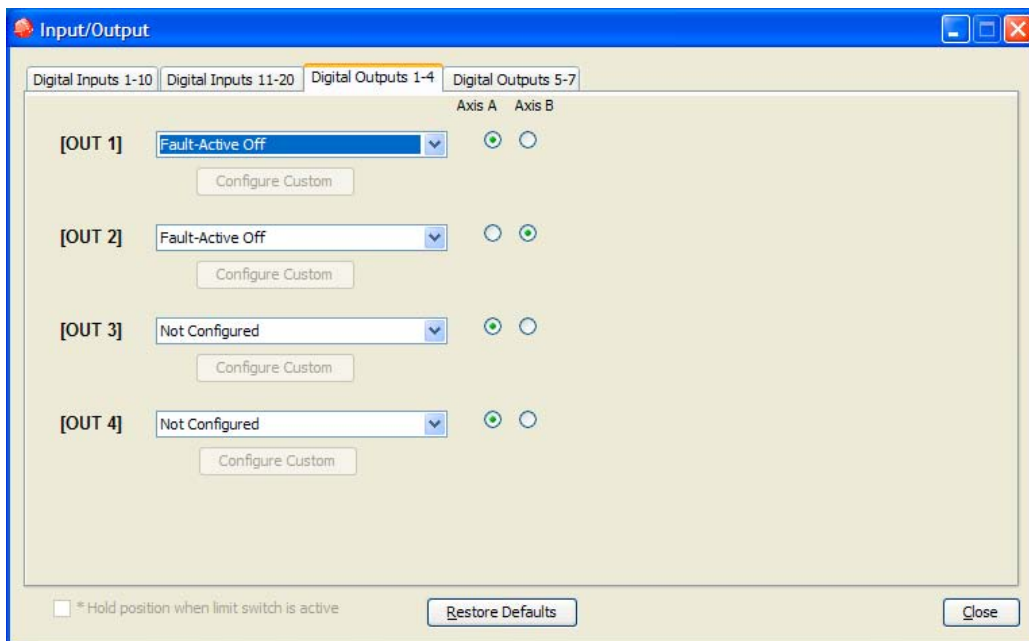 Input/Output
Digital Inputs 1-10 Digital Inputs 11-20 Digital Outputs 1-4 Digital Outputs 5-7
Axis A Axis B
[OUT 1] Fault-Active Off
Configure Custom
[OUT 2] Fault-Active Off
Configure Custom
[OUT 3] Not Configured
Configure Custom
[OUT 4] Not Configured
Configure Custom
* Hold position when limit switch is active Restore Defaults Close